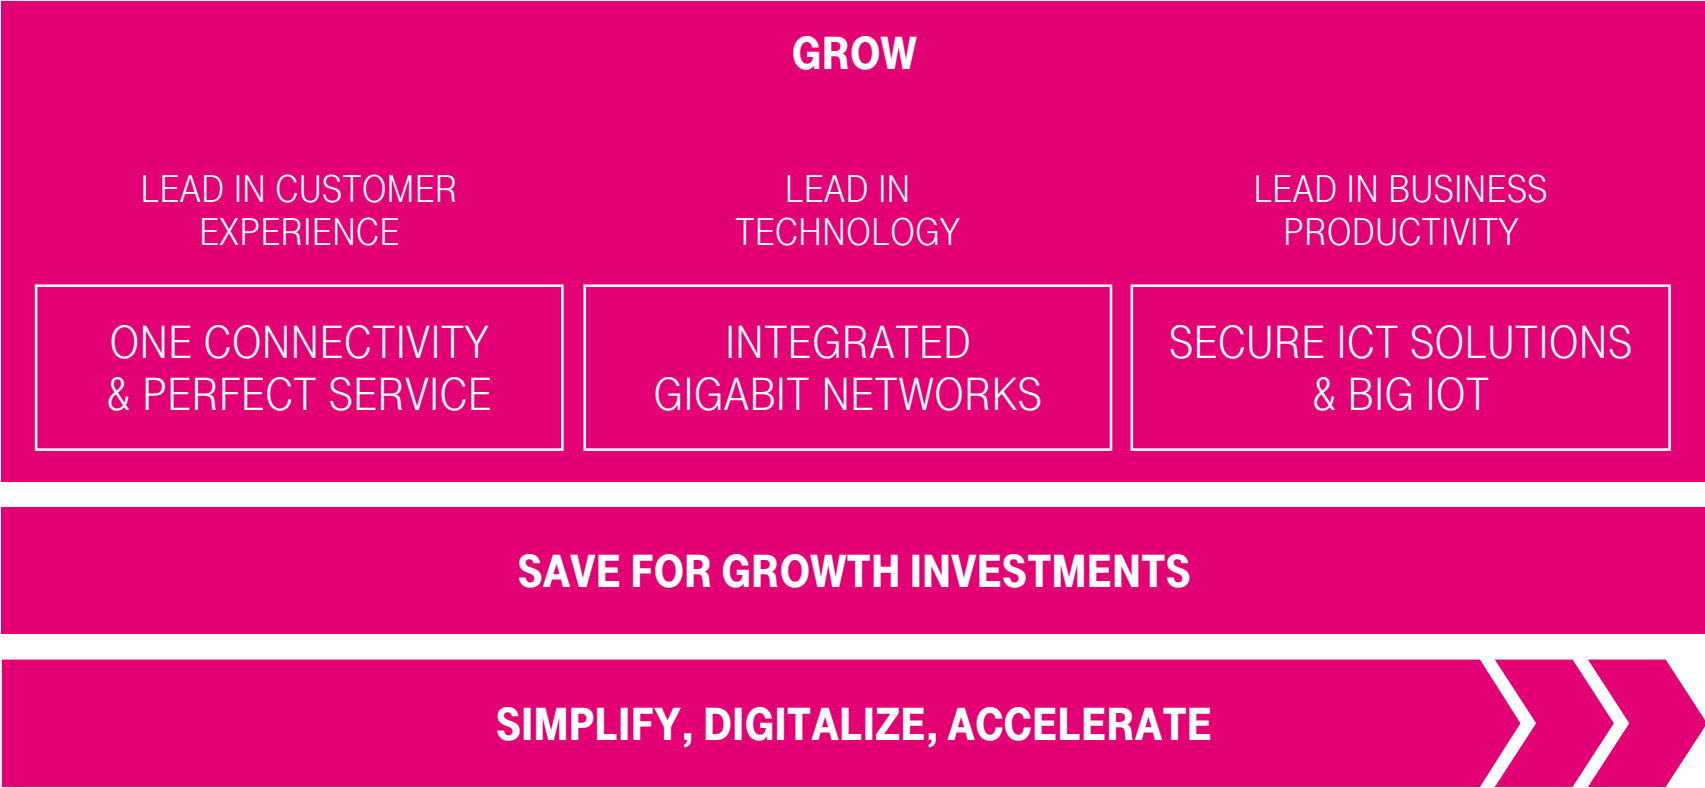 GROW
LEAD IN CUSTOMER
EXPERIENCE
ONE CONNECTIVITY
& PERFECT SERVICE
LEAD IN
TECHNOLOGY
INTEGRATED
GIGABIT NETWORKS
LEAD IN BUSINESS
PRODUCTIVITY
SECURE ICT SOLUTIONS
& BIG IOT
SAVE FOR GROWTH INVESTMENTS
SIMPLIFY, DIGITALIZE, ACCELERATE